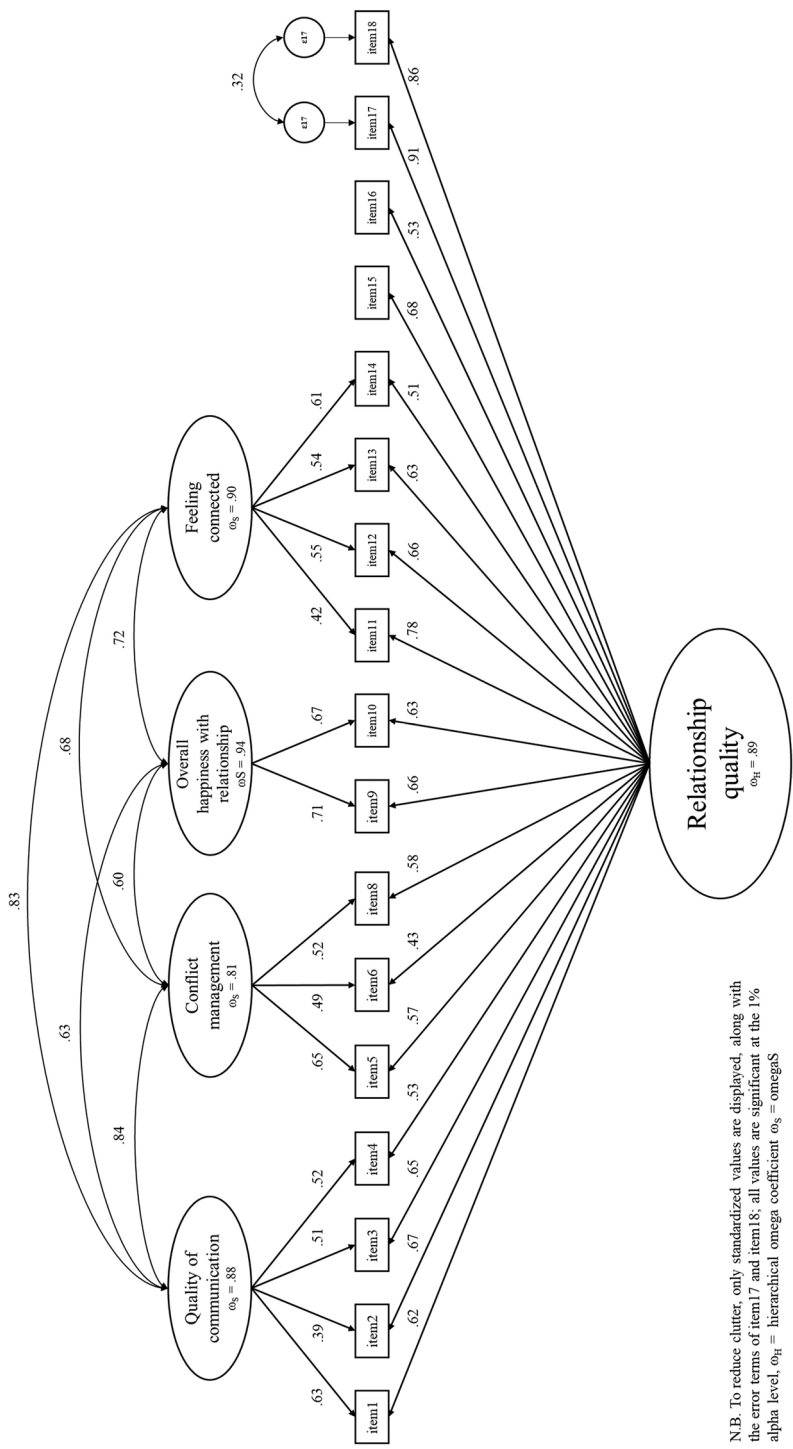 .83
.68
.63
.84
.60
.72
.32
Quality of
communication
ωS = .88
Conflict
management
ωS = .81
Overall
happiness with
relationship
ωS = .94
Feeling
connected
ωS = .90
ε17
ε17
.63
.39
.51
.52
.65
.49
.52
.71
.67
.42
.55
.54
.61
item1
item2
item3
item4
item5
item6
item8
item9
item10
item11
item12
item13
item14
item15
item16
item17
item18
.62
.67
.65
.53
.57
.43
.58
.66
.63
.78
.66
.63
.51
.68
.53
.91
.86
Relationship
quality
ωH = .89
N.B. To reduce clutter, only standardized values are displayed, along with
the error terms of item17 and item18; all values are significant at the 1%
alpha level, ωH = hierarchical omega coefficient ωS = omegaS